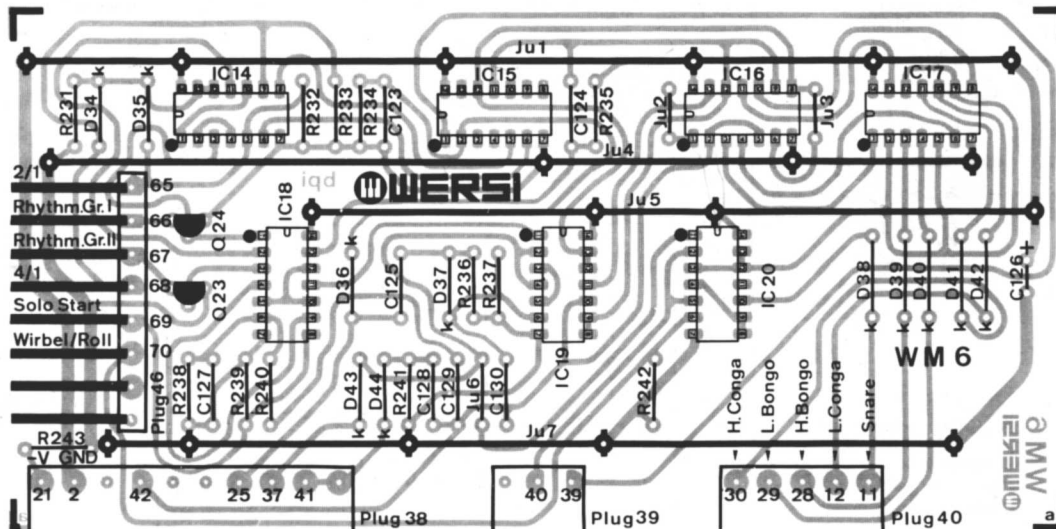 Ju1
IC14
IC15
IC16
IC17
k
k
R231
D34
D35
R232
R233
R234
C123
C124
R235
Ju2
Ju3
Ju4
2/1
65
iqd
WERSI
IC18
Ju5
Rhythm.Gr.I
66
Q24
Rhythm.Gr.II
67
4/1
68
Q23
Solo Start
69
Wirbel/Roll
70
k
D36
C125
D37
k
R236
R237
IC19
IC20
D38
D39
D40
D41
D42
C126
+
k
k
k
k
k
WM 6
Plug46
R238
C127
R239
R240
D43
k
D44
k
R241
C128
C129
Ju6
C130
R242
H.Conga
L.Bongo
H.Bongo
L.Conga
Snare
R243
Ju7
-V GND
21
2
42
25
37
41
Plug38
40
39
Plug39
30
29
28
12
11
Plug40
WERSI
WM 6
a